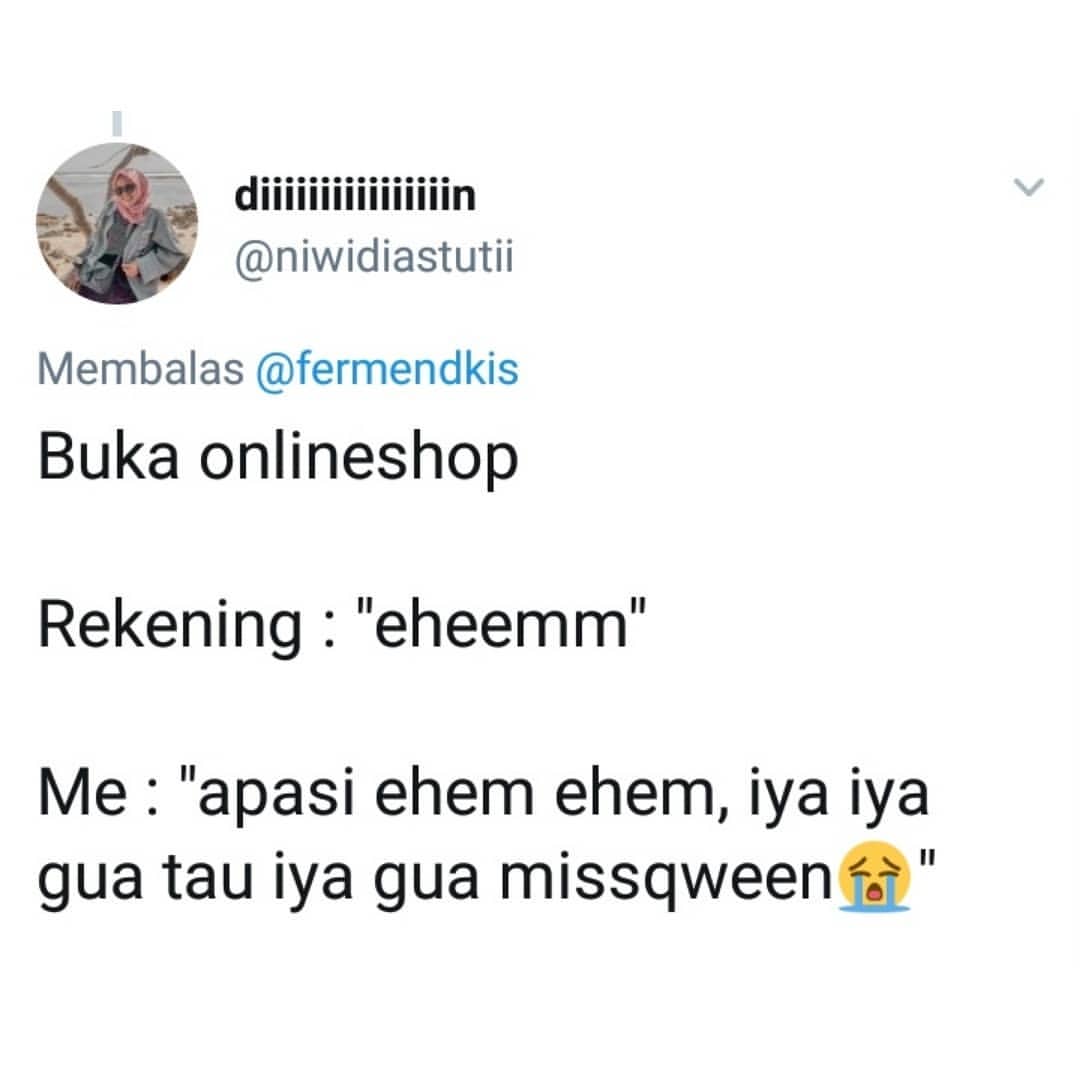 diiiiiiiiiiiiiiiin
@niwidiastutii
Membalas @fermendkis
Buka onlineshop
Rekening : "eheemm"
Me : "apasi ehem ehem, iya iya
gua tau iya gua missqween😭"